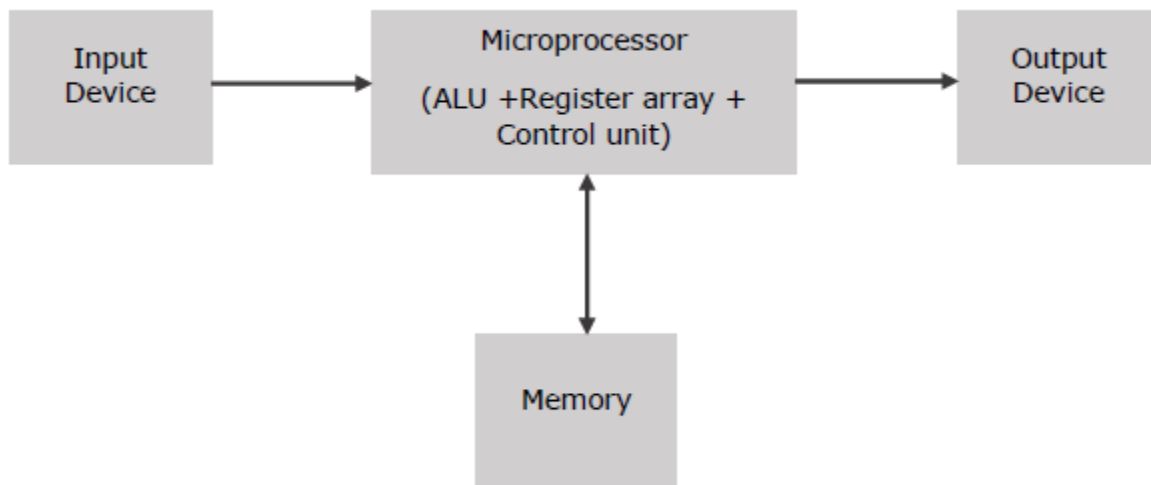 Input
Device
Microprocessor
(ALU +Register array +
Control unit)
Output
Device
Memory